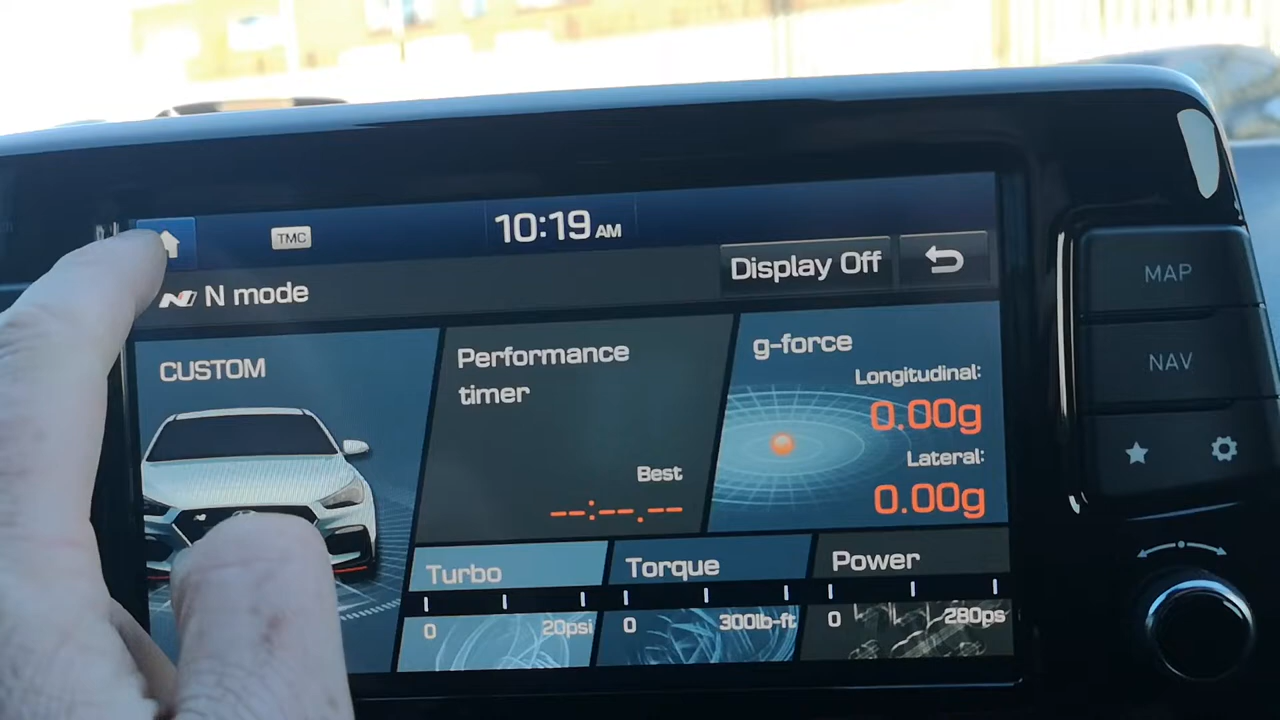 TMC
10:19 AM
N mode
Display Off
CUSTOM
Performance
timer
Best
--:--.--
g-force
Longitudinal:
0.00g
Lateral:
0.00g
Turbo
0 20psi
Torque
0 300lb-ft
Power
0 280ps
MAP
NAV